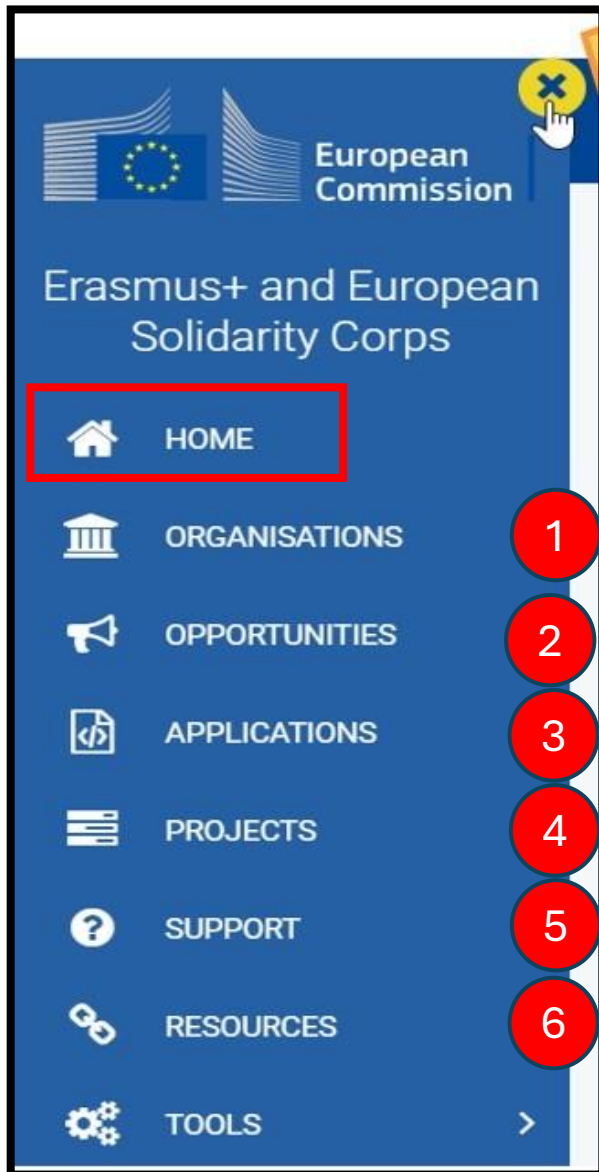 European
Commission
Erasmus+ and European
Solidarity Corps
HOME
ORGANISATIONS 1
OPPORTUNITIES 2
APPLICATIONS 3
PROJECTS 4
SUPPORT 5
RESOURCES 6
TOOLS